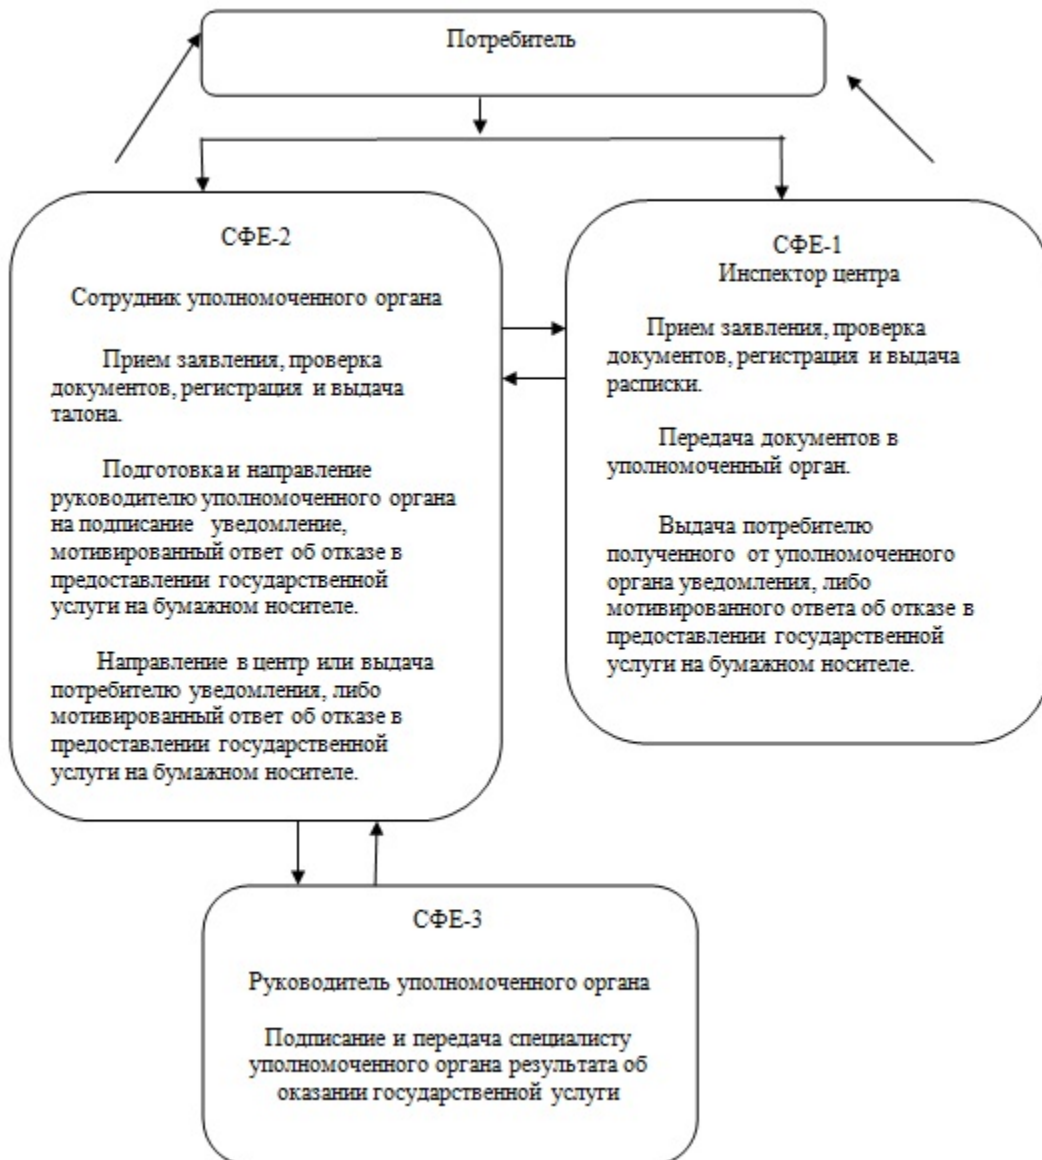 Потребитель
СФЕ-2
Сотрудник уполномоченного органа
Прием заявления, проверка
документов, регистрация и выдача
талона.
Подготовка и направление
руководителю уполномоченного органа
на подписание уведомление,
мотивированный ответ об отказе в
предоставлении государственной
услуги на бумажном носителе.
Направление в центр или выдача
потребителю уведомления, либо
мотивированный ответ об отказе в
предоставлении государственной
услуги на бумажном носителе.
СФЕ-1
Инспектор центра
Прием заявления, проверка
документов, регистрация и выдача
расписки.
Передача документов в
уполномоченный орган.
Выдача потребителю
полученного от уполномоченного
органа уведомления, либо
мотивированного ответа об отказе в
предоставлении государственной
услуги на бумажном носителе.
СФЕ-3
Руководитель уполномоченного органа
Подписание и передача специалисту
уполномоченного органа результата об
оказании государственной услуги